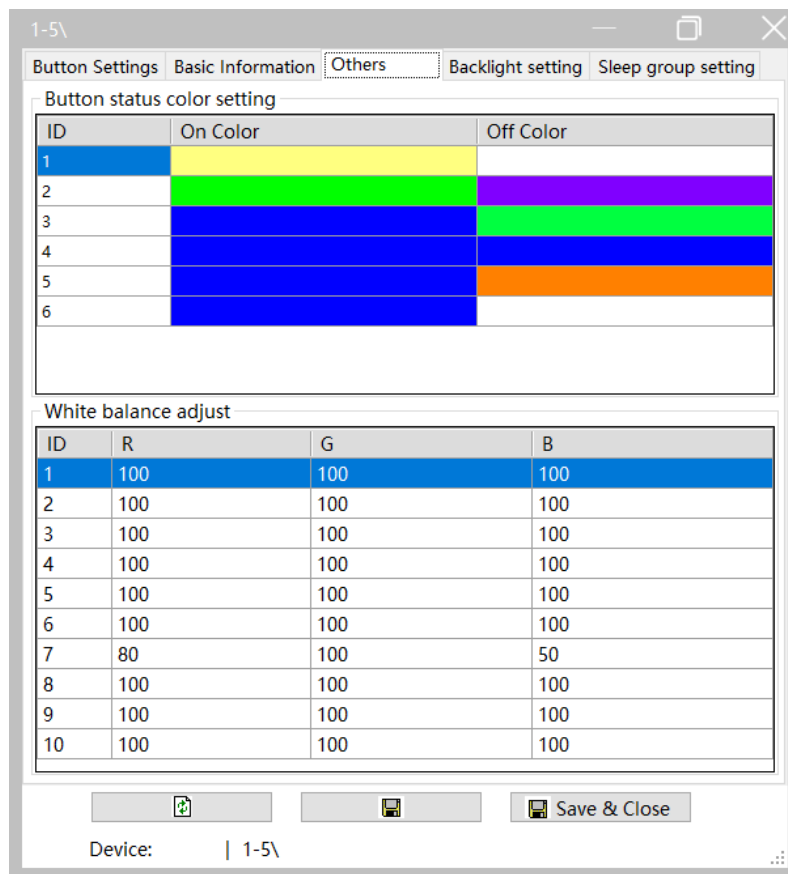 1-5\
Button Settings Basic Information Others Backlight setting Sleep group setting
Button status color setting
ID On Color Off Color
1
2
3
4
5
6
White balance adjust
ID R G B
1 100 100 100
2 100 100 100
3 100 100 100
4 100 100 100
5 100 100 100
6 100 100 100
7 80 100 50
8 100 100 100
9 100 100 100
10 100 100 100
Save & Close
Device: | 1-5\